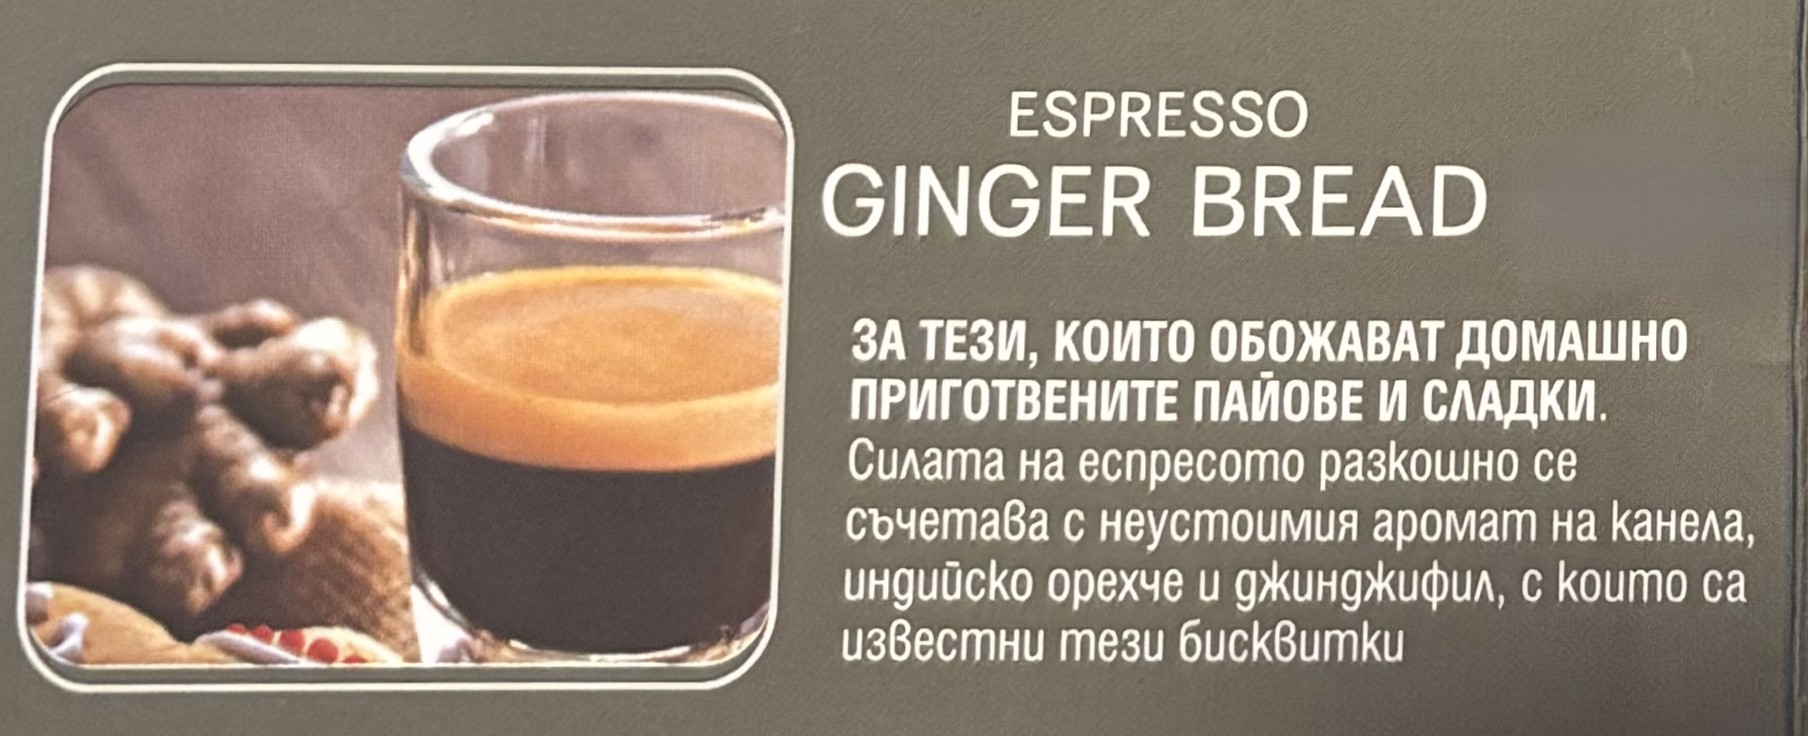 ESPRESSO
GINGER BREAD
ЗА ТЕЗИ, КОИТО ОБОЖАВАТ ДОМАШНО
ПРИГОТВЕНИТЕ ПАЙОВЕ И СЛАДКИ.
Силата на еспресото разкошно се
съчетава с неустоимия аромат на канела,
индийско орехче и джинджифил, с които са
известни тези бисквитки